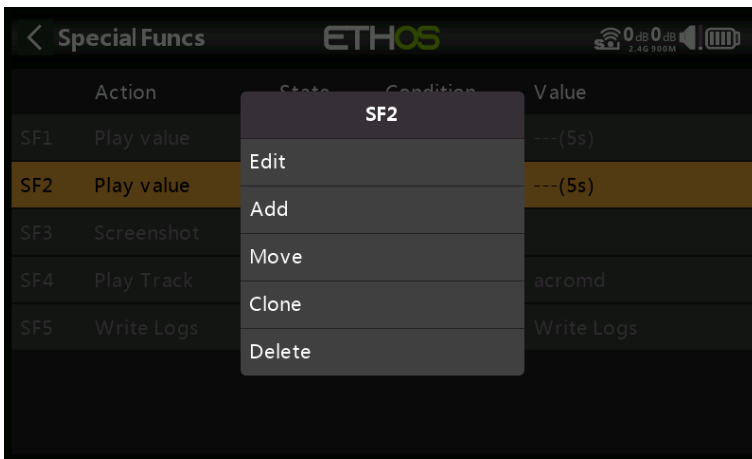 Special Funcs ETHOS 0dB 0dB
2.4G 900M
Action State Condition Value
SF2
SF1 Play value ---(5s)
Edit
SF2 Play value ---(5s)
Add
SF3 Screenshot
Move
SF4 Play Track acromd
Clone
SF5 Write Logs Write Logs
Delete